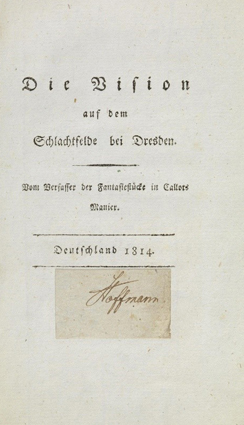 Die Viſion
auf dem
Schlachtfelde bei Dresden.
Vom Verfaſſer der Fantaſieſtücke in Callots
Manier.
Deutſchland 1814.
Hoffmann